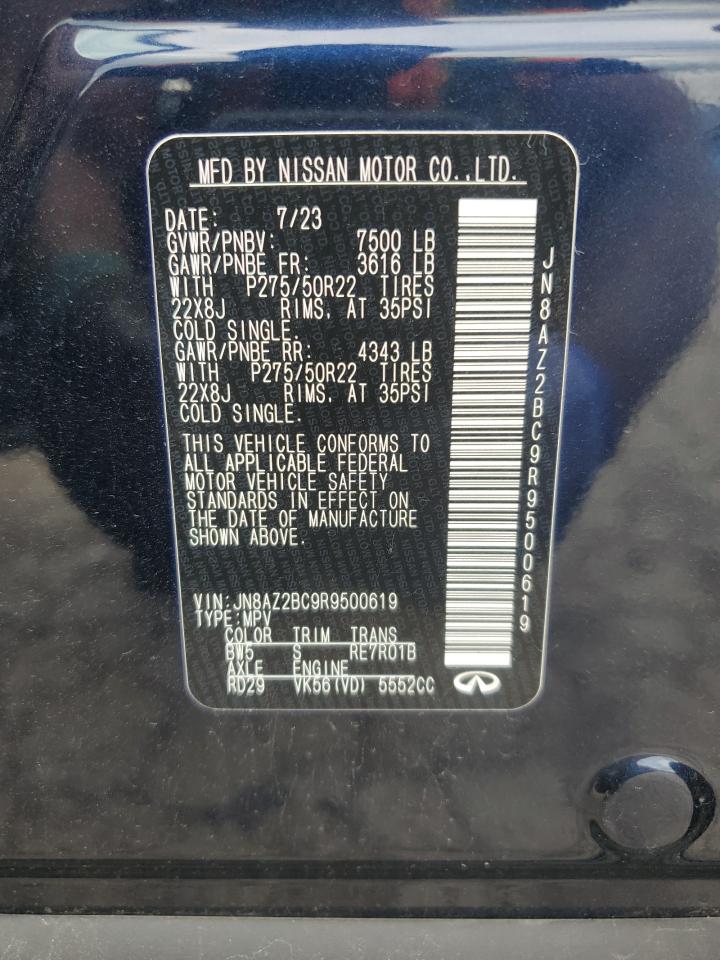 MFD BY NISSAN MOTOR CO.,LTD.
DATE: 7/23
GVWR/PNBV: 7500 LB
GAWR/PNBE FR: 3616 LB
WITH P275/50R22 TIRES
22X8J RIMS, AT 35PSI
COLD SINGLE.
GAWR/PNBE RR: 4343 LB
WITH P275/50R22 TIRES
22X8J RIMS, AT 35PSI
COLD SINGLE.
THIS VEHICLE CONFORMS TO
ALL APPLICABLE FEDERAL
MOTOR VEHICLE SAFETY
STANDARDS IN EFFECT ON
THE DATE OF MANUFACTURE
SHOWN ABOVE.
VIN:JN8AZ2BC9R9500619
TYPE:MPV
COLOR TRIM TRANS
BW5 S RE7R01B
AXLE ENGINE
RD29 VK56(VD) 5552CC
JN8AZ2BC9R9500619